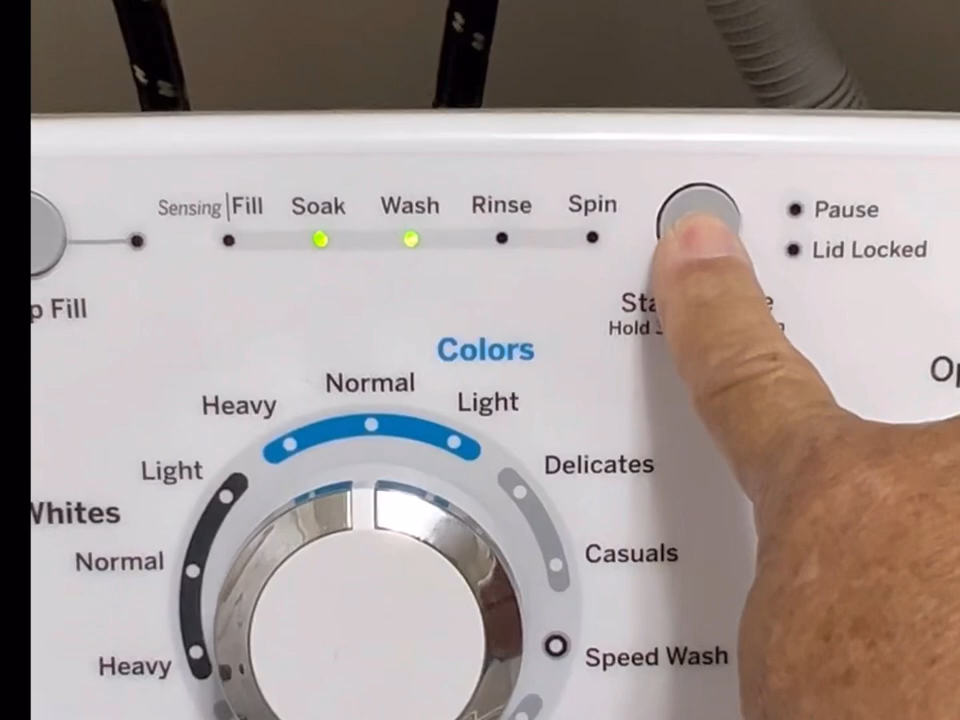 Sensing Fill Soak Wash Rinse Spin
Pause
Lid Locked
Fill
Hold
Colors
Heavy Normal Light
Light
Delicates
Whites
Normal
Casuals
Heavy
Speed Wash